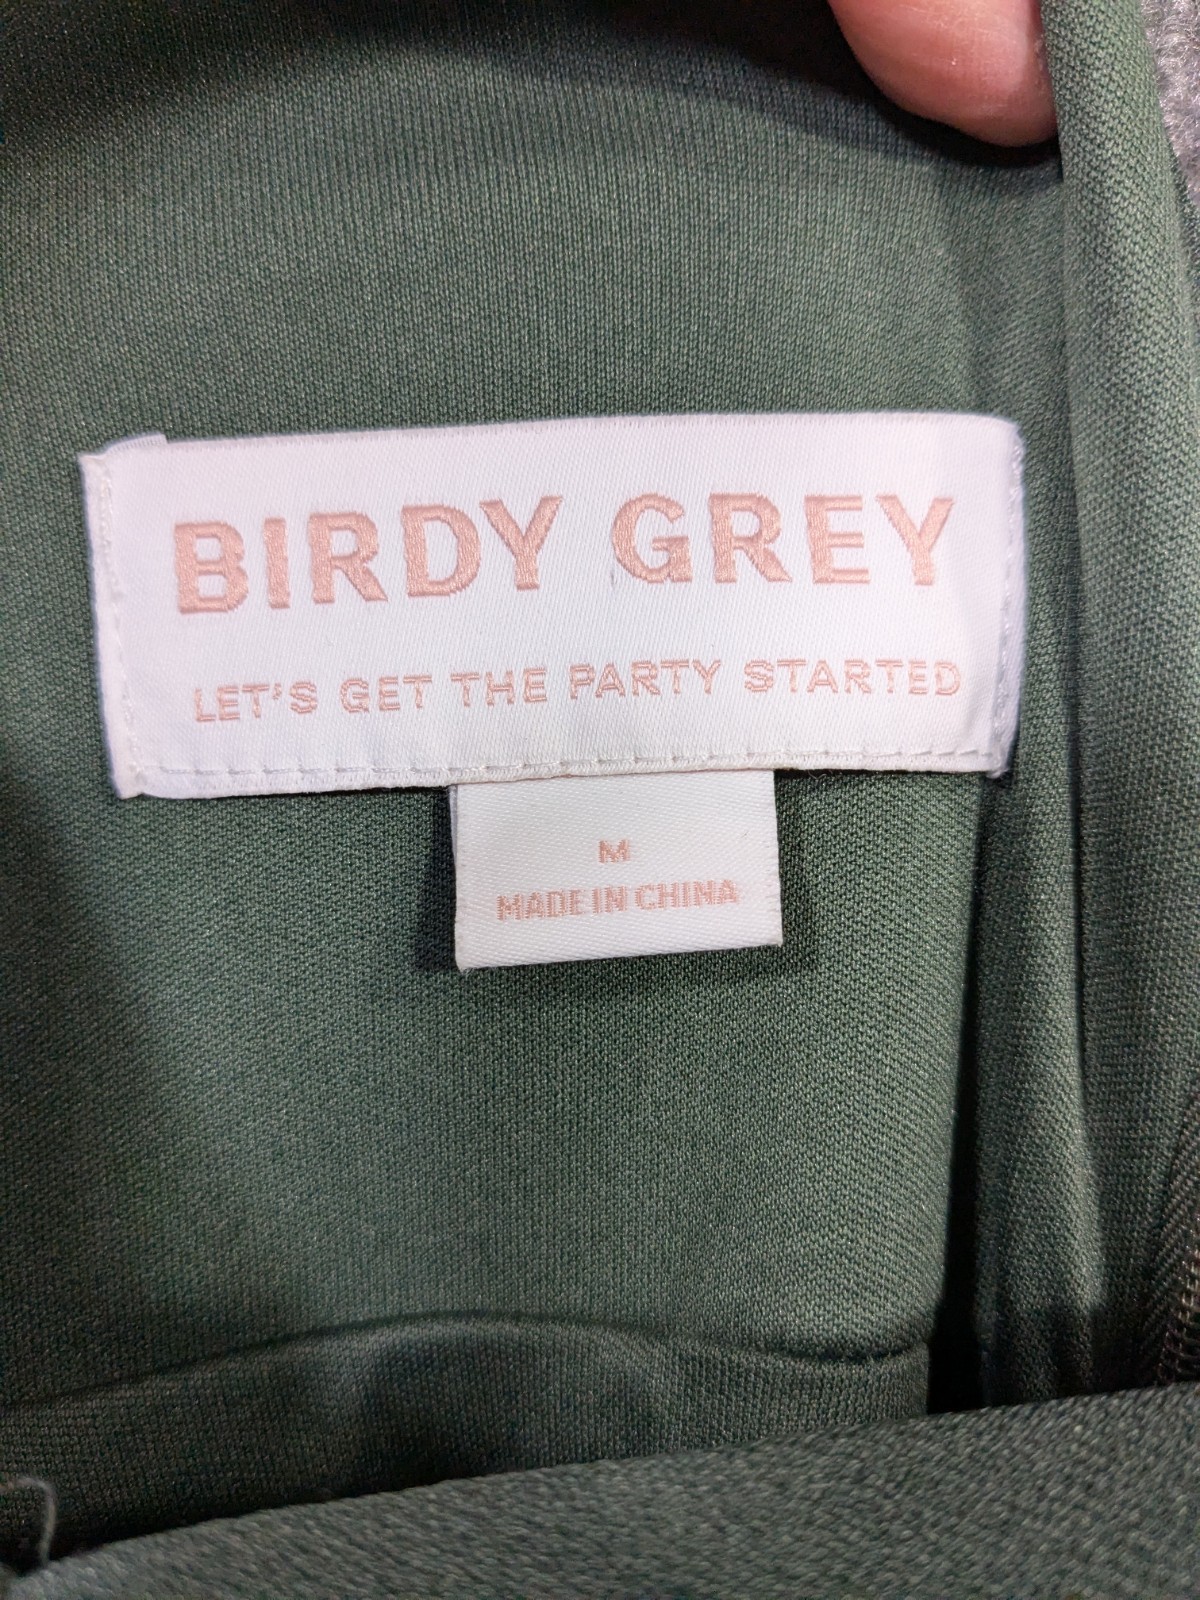 BIRDY GREY
LET'S GET THE PARTY STARTED
M
MADE IN CHINA